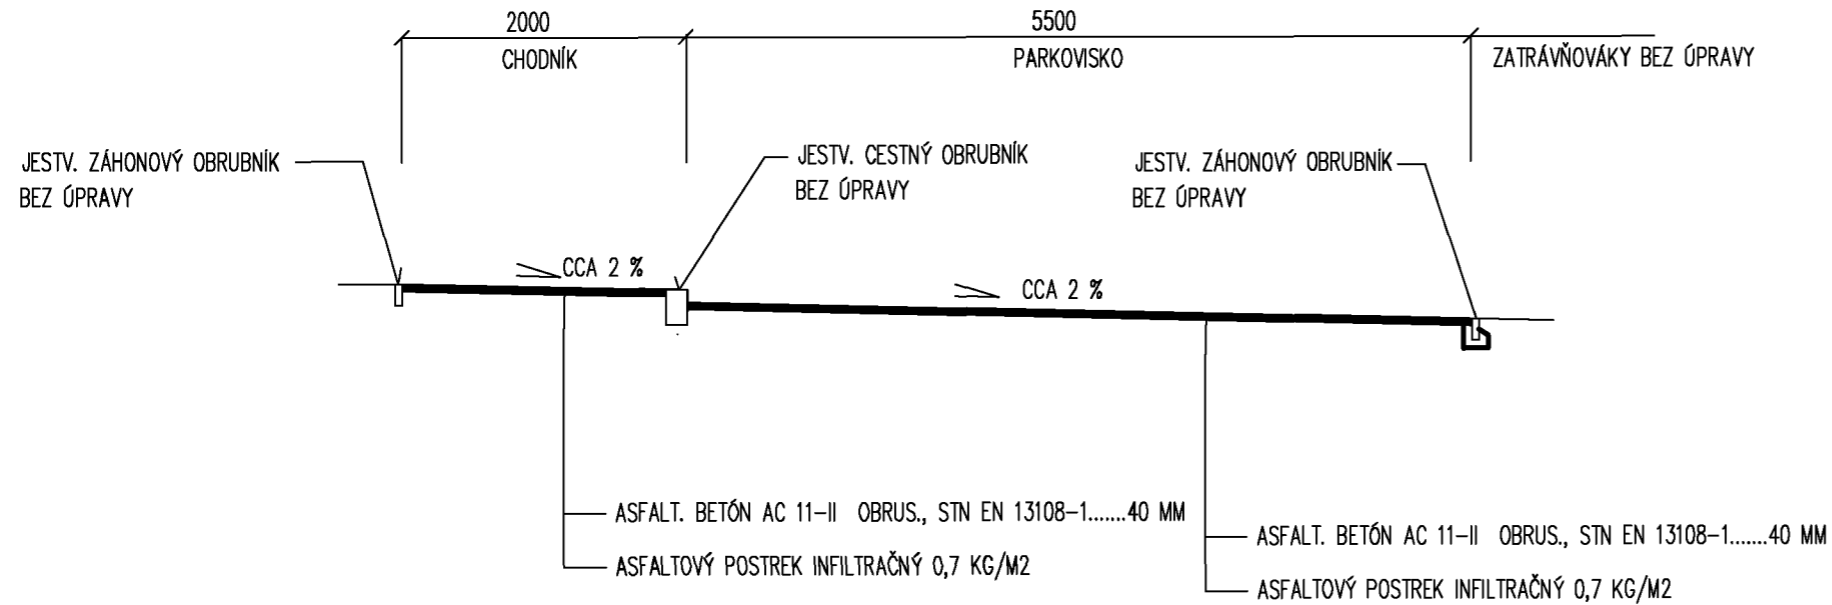 2000
5500
CHODNÍK
PARKOVISKO
ZATRÁVŇOVÁKY BEZ ÚPRAVY
JESTV. ZÁHONOVÝ OBRUBNÍK
BEZ ÚPRAVY
JESTV. CESTNÝ OBRUBNÍK
BEZ ÚPRAVY
JESTV. ZÁHONOVÝ OBRUBNÍK
BEZ ÚPRAVY
CCA 2 %
CCA 2 %
ASFALT. BETÓN AC 11-II OBRUS., STN EN 13108-1.......40 MM
ASFALTOVÝ POSTREK INFILTRAČNÝ 0,7 KG/M2
ASFALT. BETÓN AC 11-II OBRUS., STN EN 13108-1.......40 MM
ASFALTOVÝ POSTREK INFILTRAČNÝ 0,7 KG/M2